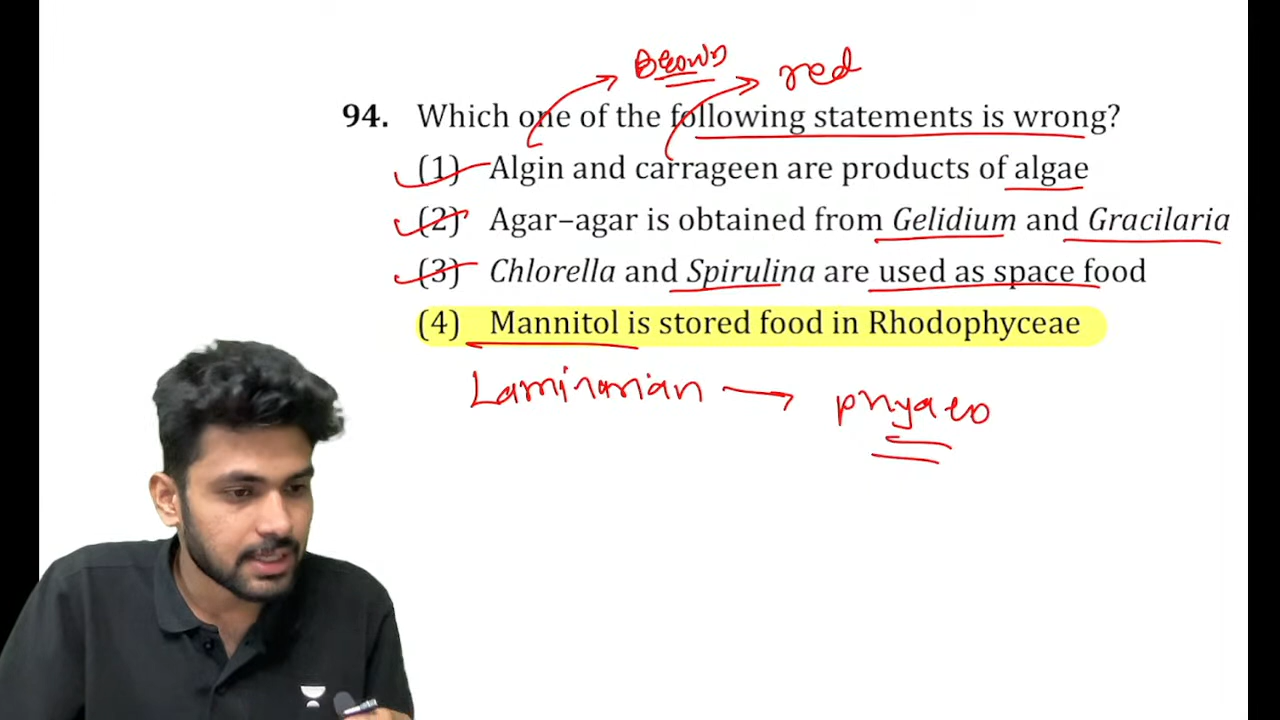 Brown red
94. Which one of the following statements is wrong?
(1) Algin and carrageen are products of algae
(2) Agar–agar is obtained from Gelidium and Gracilaria
(3) Chlorella and Spirulina are used as space food
(4) Mannitol is stored food in Rhodophyceae
Laminarian